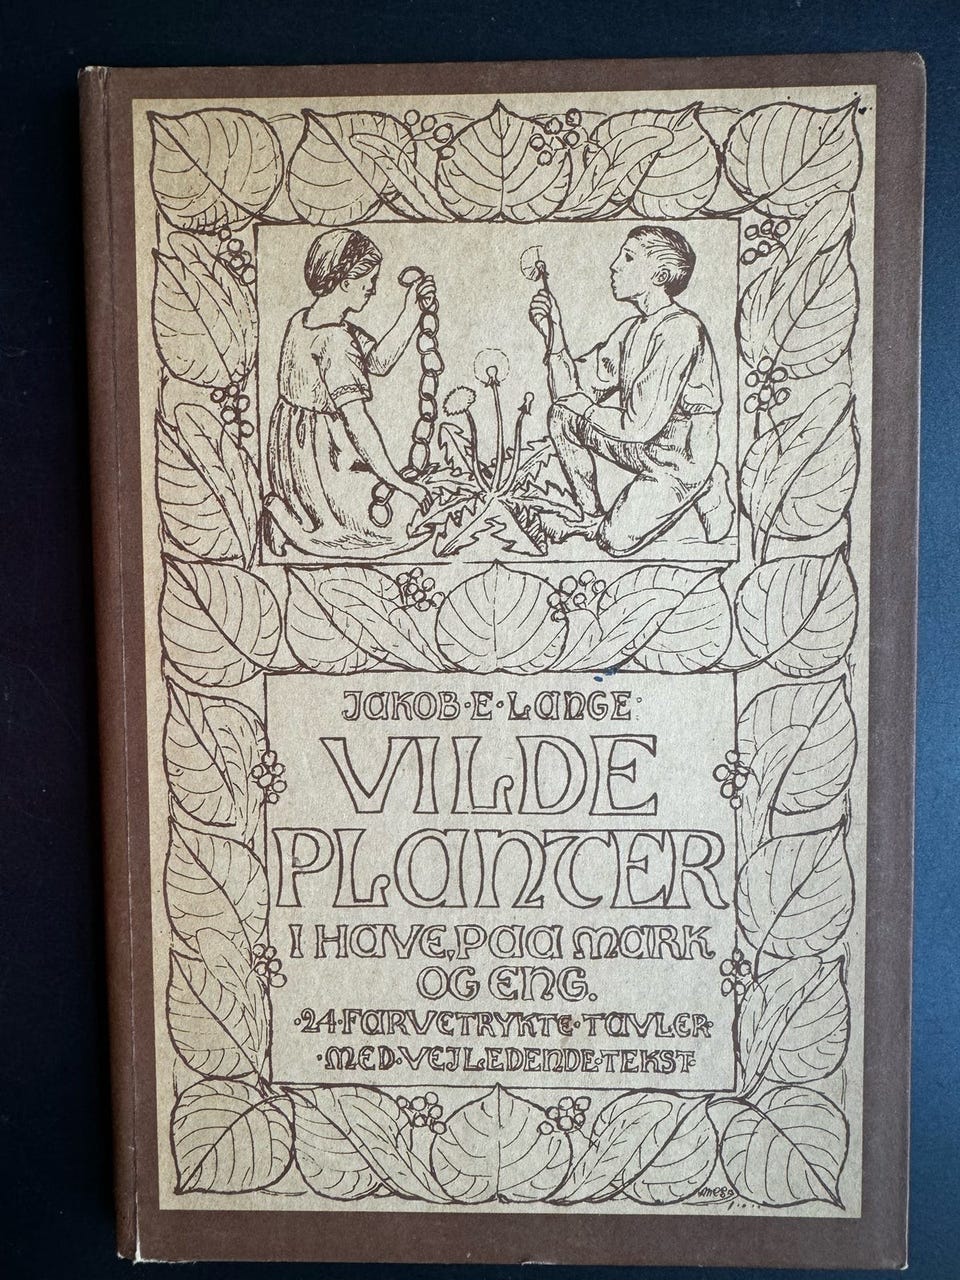 JAKOB·E·LANGE·
VILDE
PLANTER
I HAVE, PAA MARK
OG ENG.
·24·FARVETRYKTE·TAVLER·
·MED·VEJLEDENDE·TEKST·